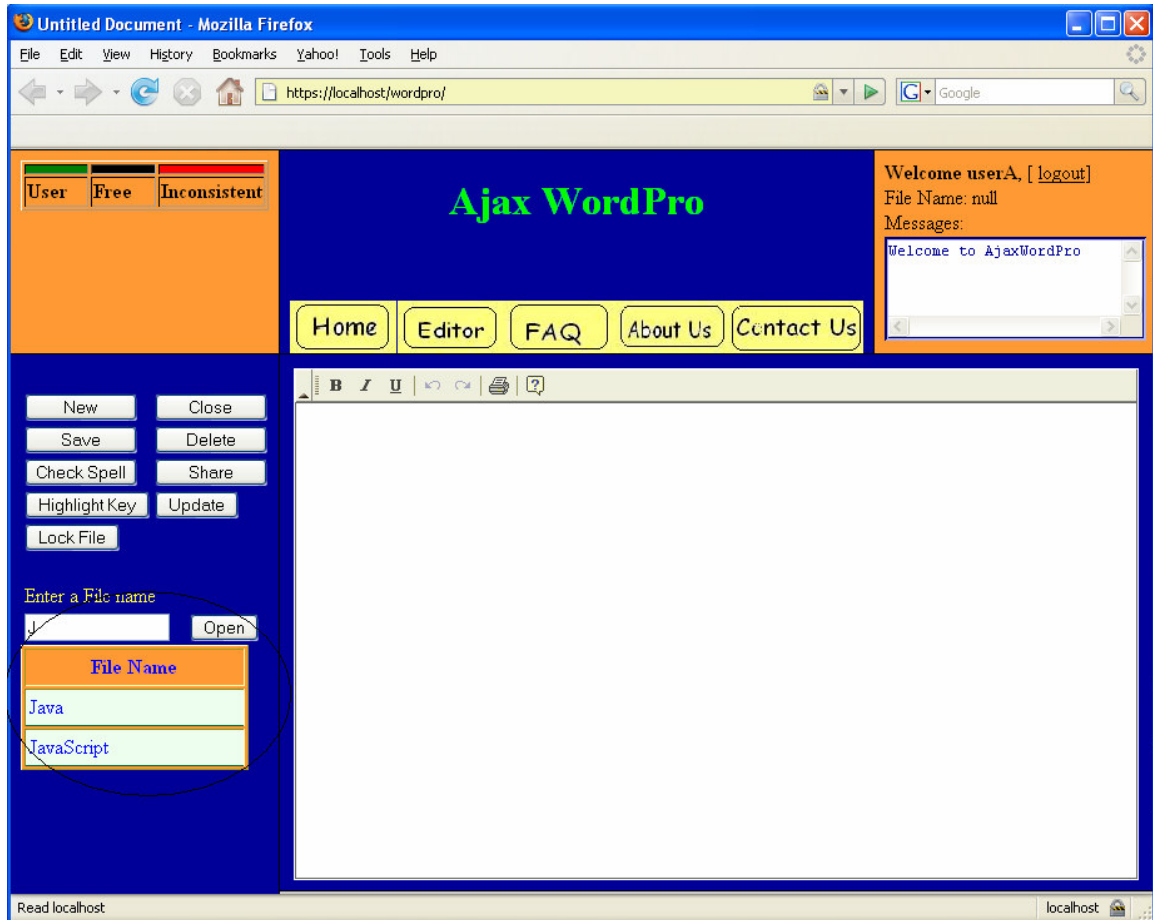 Untitled Document - Mozilla Firefox
File Edit View History Bookmarks Yahoo! Tools Help
https://localhost/wordpro/
G Google
User Free Inconsistent
Ajax WordPro
Welcome userA, [ logout]
File Name: null
Messages:
Welcome to AjaxWordPro
Home Editor FAQ About Us Contact Us
B I U
New Close
Save Delete
Check Spell Share
Highlight Key Update
Lock File
Enter a File name
J Open
File Name
Java
JavaScript
Read localhost localhost